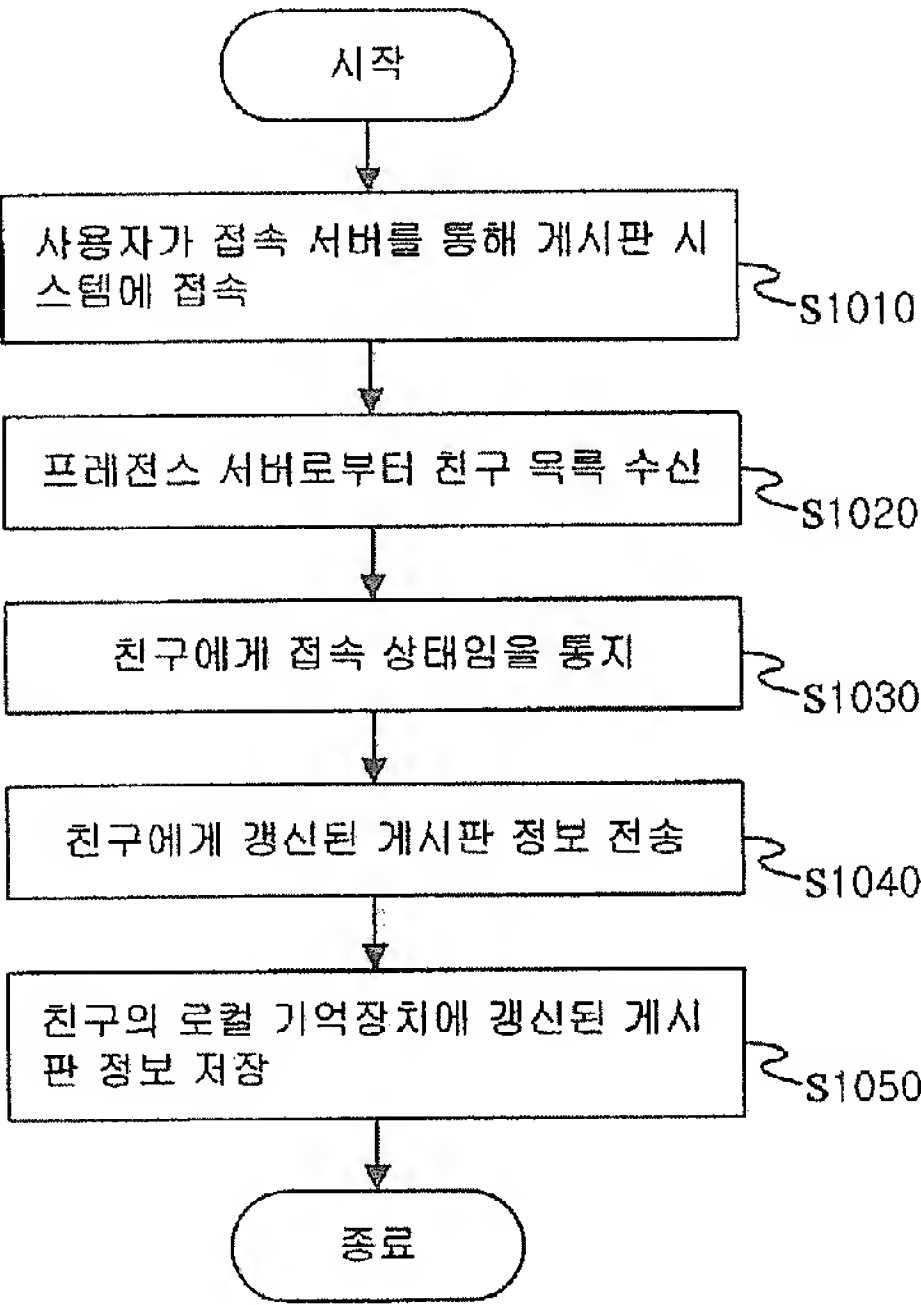 시작
사용자가 접속 서버를 통해 게시판 시
스템에 접속
S1010
프레전스 서버로부터 친구 목록 수신
S1020
친구에게 접속 상태임을 통지
S1030
친구에게 갱신된 게시판 정보 전송
S1040
친구의 로컬 기억장치에 갱신된 게시
판 정보 저장
S1050
종료